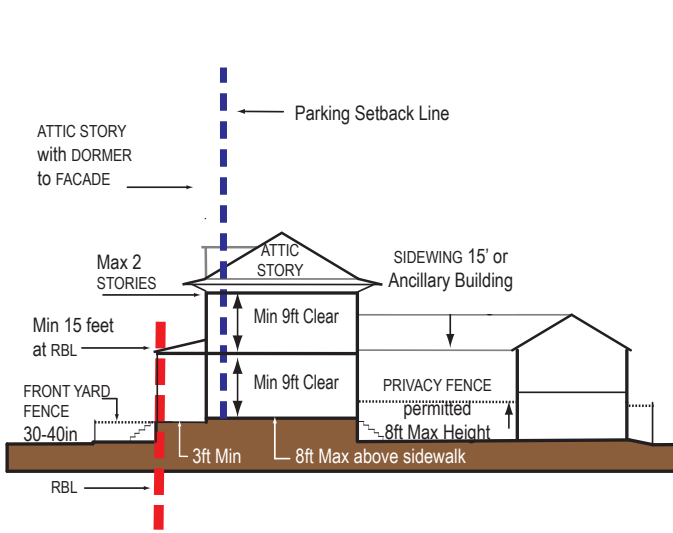 Parking Setback Line
ATTIC STORY
with DORMER
to FACADE
ATTIC
STORY
Max 2
STORIES
SIDEWING 15' or
Ancillary Building
Min 9ft Clear
Min 15 feet
at RBL
Min 9ft Clear
FRONT YARD
FENCE
30-40in
PRIVACY FENCE
permitted
8ft Max Height
3ft Min
8ft Max above sidewalk
RBL